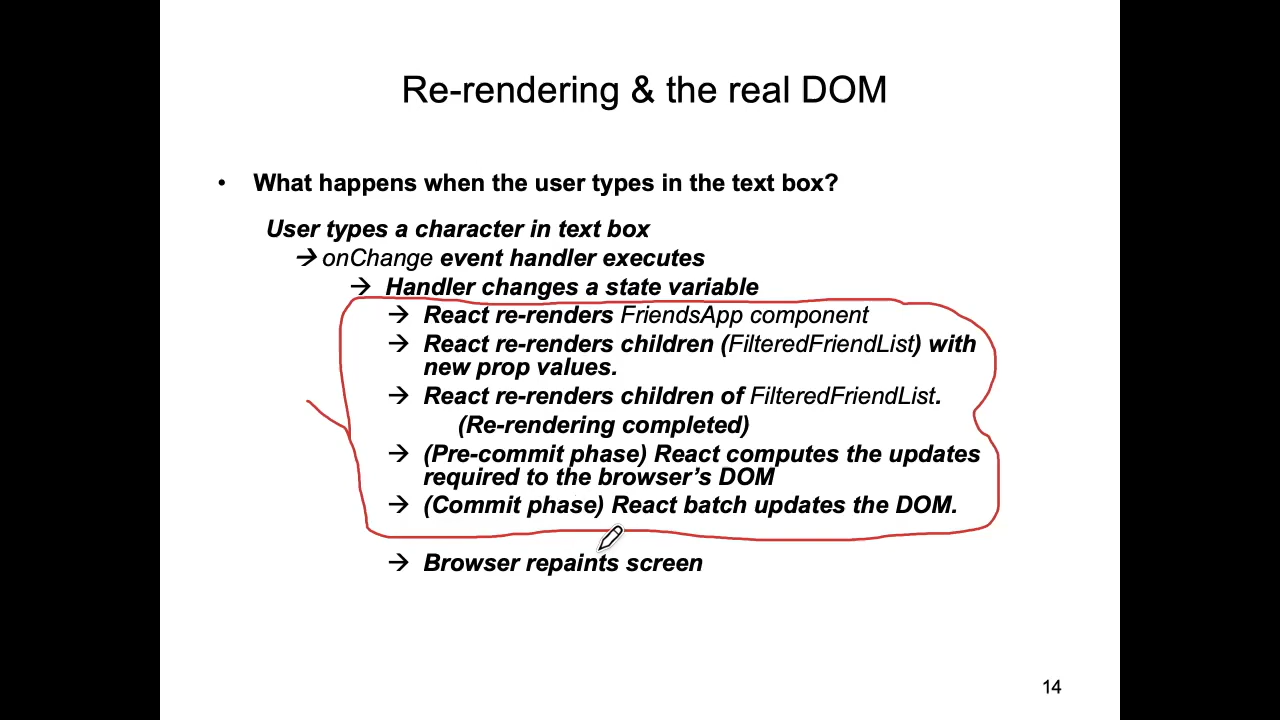 Re-rendering & the real DOM
• What happens when the user types in the text box?
User types a character in text box
→ onChange event handler executes
→ Handler changes a state variable
→ React re-renders FriendsApp component
→ React re-renders children (FilteredFriendList) with
new prop values.
→ React re-renders children of FilteredFriendList.
(Re-rendering completed)
→ (Pre-commit phase) React computes the updates
required to the browser’s DOM
→ (Commit phase) React batch updates the DOM.
→ Browser repaints screen
14